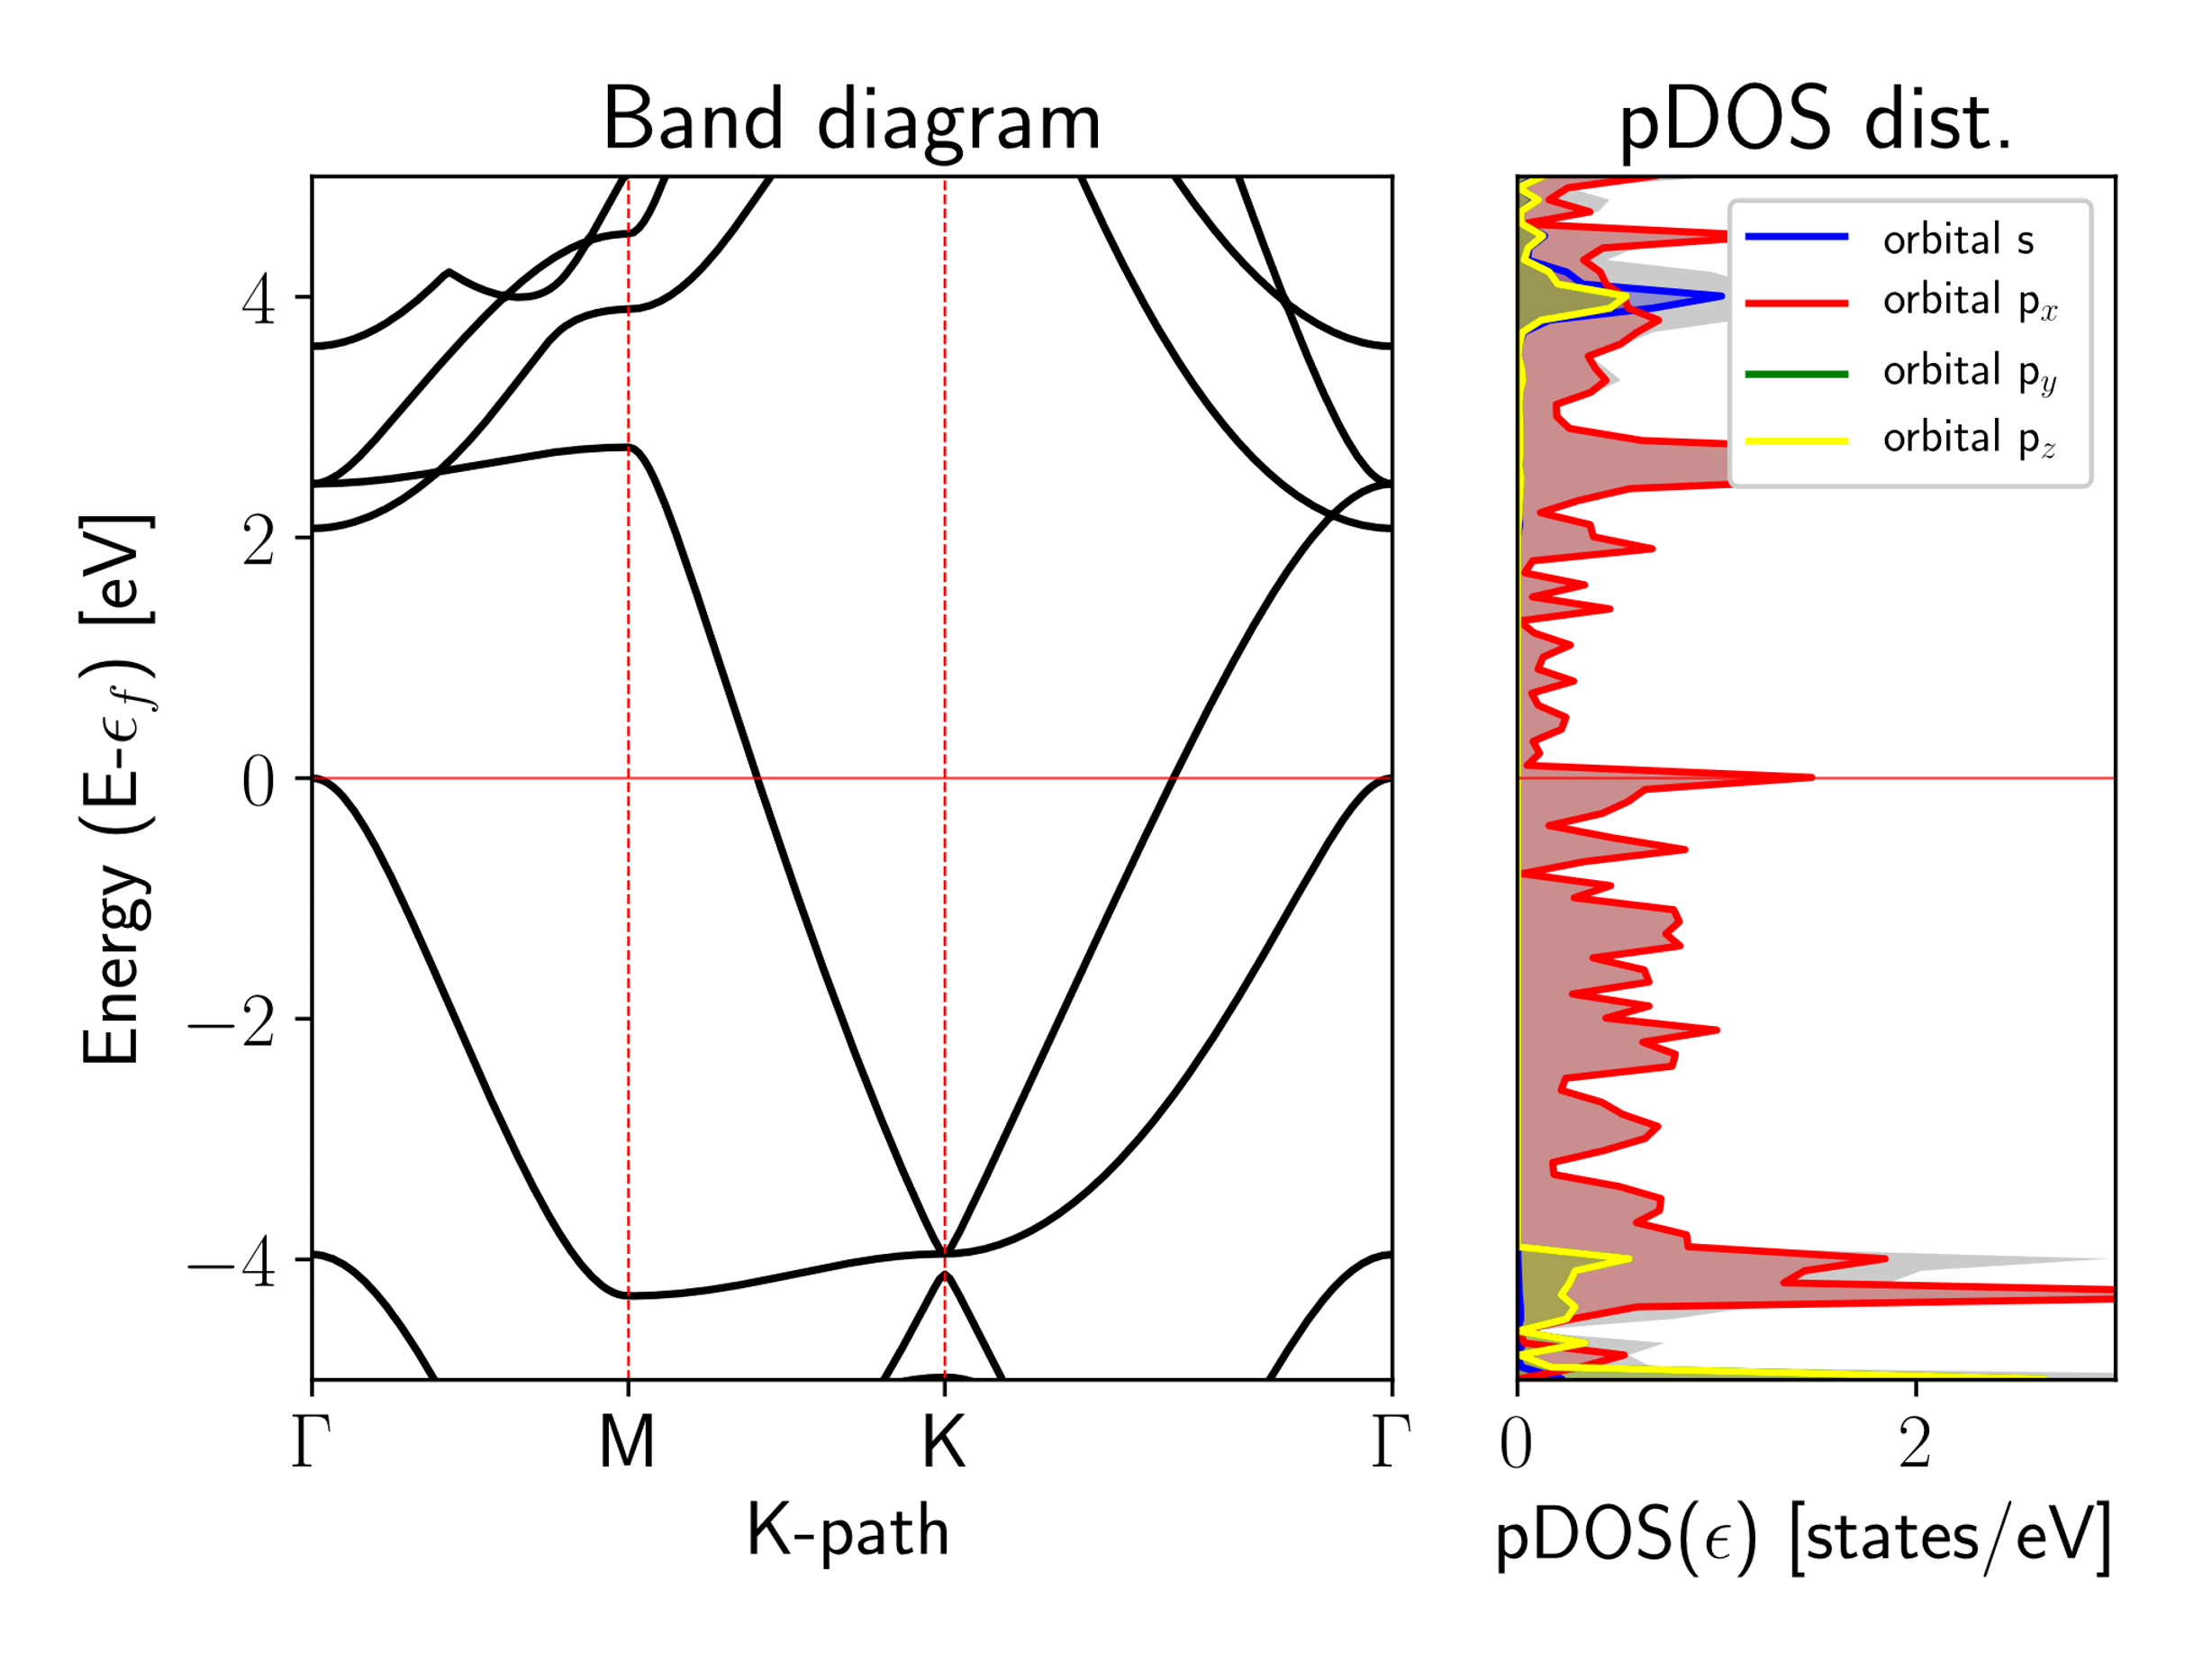 Band diagram
pDOS dist.
Energy (E-ϵ_f) [eV]
4
2
0
−2
−4
Γ
M
K
Γ
K-path
orbital s
orbital p_x
orbital p_y
orbital p_z
0
2
pDOS(ϵ) [states/eV]